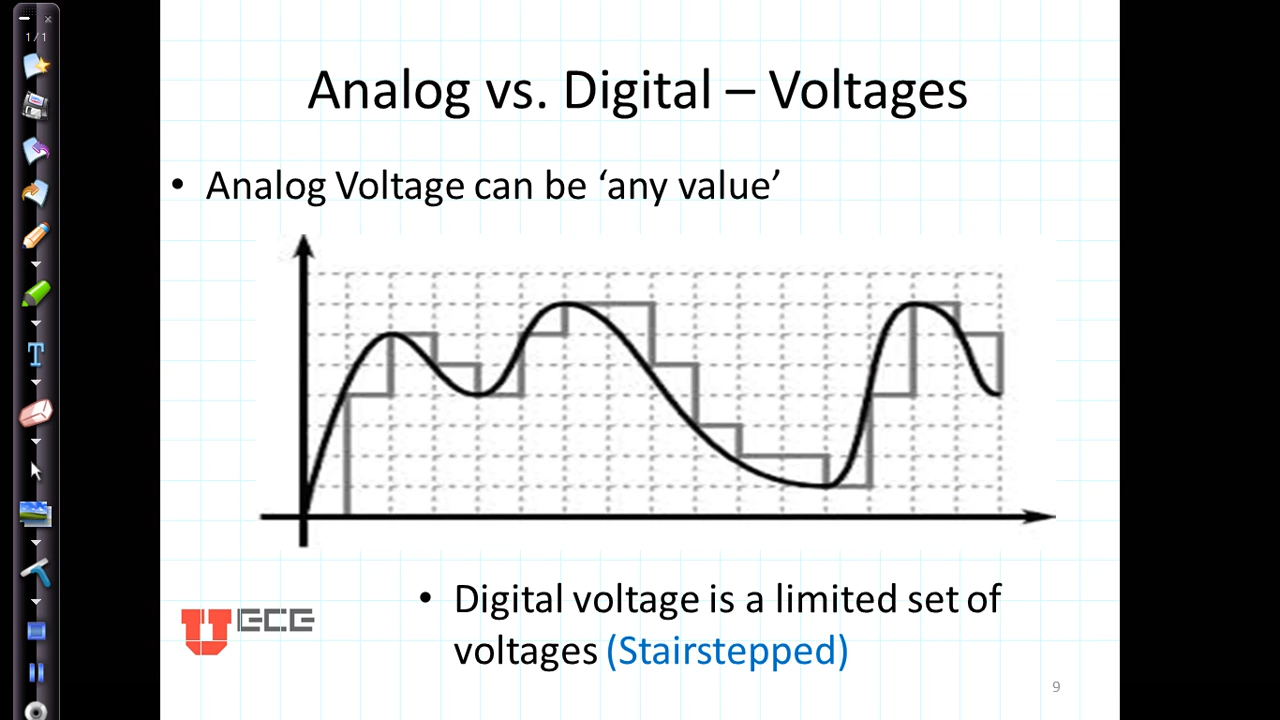 1/1
Analog vs. Digital – Voltages
• Analog Voltage can be ‘any value’
T
• Digital voltage is a limited set of
voltages (Stairstepped)
U ECE
9